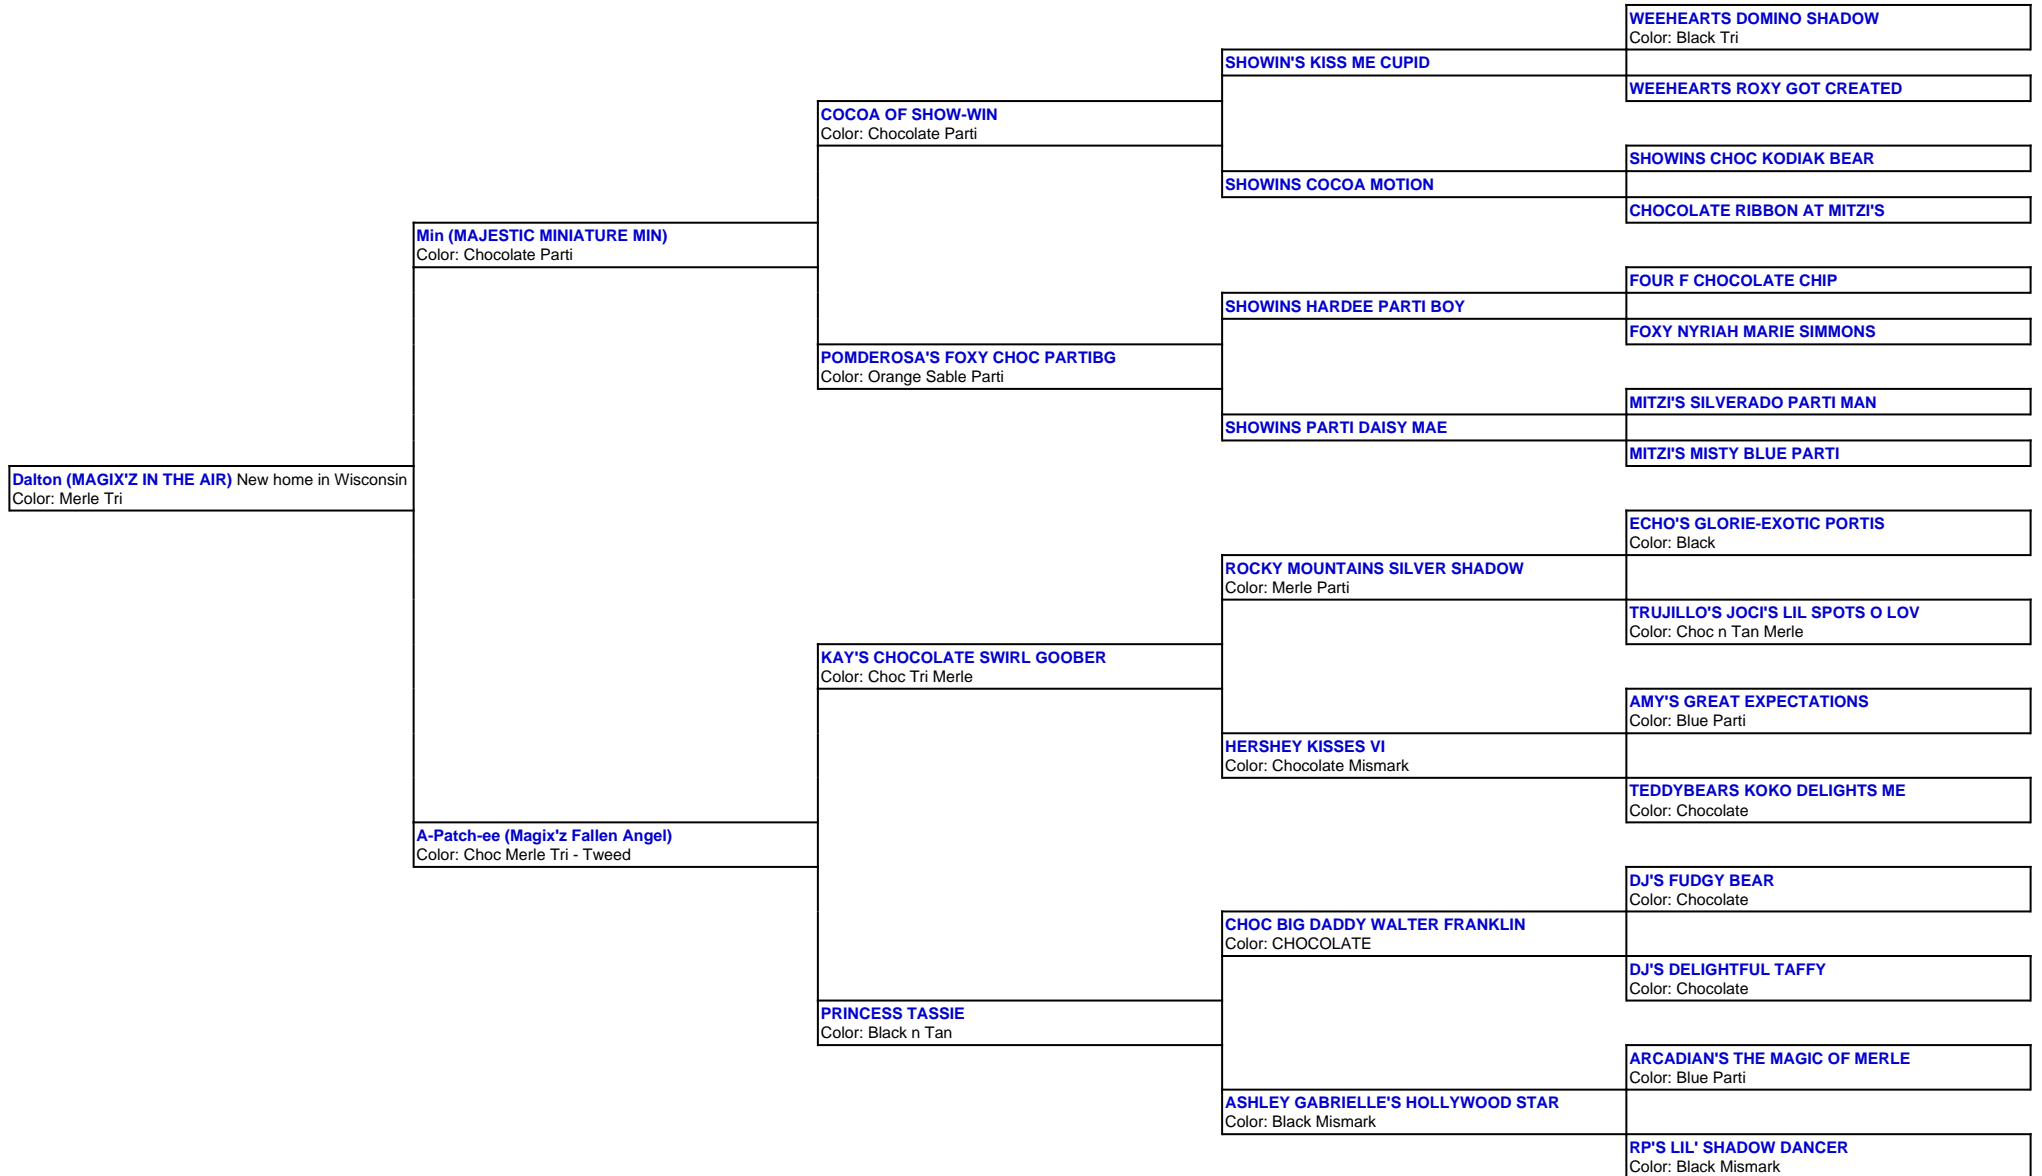 WEEHEARTS DOMINO SHADOW
Color: Black Tri
SHOWIN'S KISS ME CUPID
WEEHEARTS ROXY GOT CREATED
COCOA OF SHOW-WIN
Color: Chocolate Parti
SHOWINS CHOC KODIAK BEAR
SHOWINS COCOA MOTION
CHOCOLATE RIBBON AT MITZI'S
Min (MAJESTIC MINIATURE MIN)
Color: Chocolate Parti
FOUR F CHOCOLATE CHIP
SHOWINS HARDEE PARTI BOY
FOXY NYRIAH MARIE SIMMONS
POMDEROSA'S FOXY CHOC PARTIBG
Color: Orange Sable Parti
MITZI'S SILVERADO PARTI MAN
SHOWINS PARTI DAISY MAE
MITZI'S MISTY BLUE PARTI
Dalton (MAGIX'Z IN THE AIR) New home in Wisconsin
Color: Merle Tri
ECHO'S GLORIE-EXOTIC PORTIS
Color: Black
ROCKY MOUNTAINS SILVER SHADOW
Color: Merle Parti
TRUJILLO'S JOCI'S LIL SPOTS O LOV
Color: Choc n Tan Merle
KAY'S CHOCOLATE SWIRL GOOBER
Color: Choc Tri Merle
AMY'S GREAT EXPECTATIONS
Color: Blue Parti
HERSHEY KISSES VI
Color: Chocolate Mismark
TEDDYBEARS KOKO DELIGHTS ME
Color: Chocolate
A-Patch-ee (Magix'z Fallen Angel)
Color: Choc Merle Tri - Tweed
DJ'S FUDGY BEAR
Color: Chocolate
CHOC BIG DADDY WALTER FRANKLIN
Color: CHOCOLATE
DJ'S DELIGHTFUL TAFFY
Color: Chocolate
PRINCESS TASSIE
Color: Black n Tan
ARCADIAN'S THE MAGIC OF MERLE
Color: Blue Parti
ASHLEY GABRIELLE'S HOLLYWOOD STAR
Color: Black Mismark
RP'S LIL' SHADOW DANCER
Color: Black Mismark